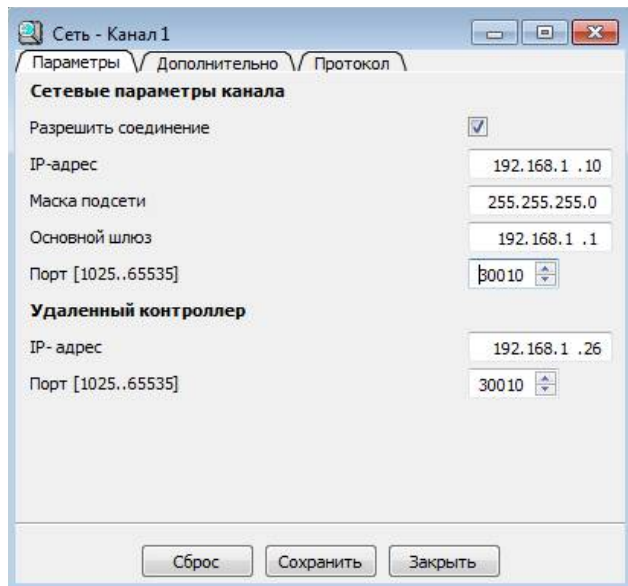 Сеть - Канал 1
Параметры Дополнительно Протокол
Сетевые параметры канала
Разрешить соединение
IP-адрес 192.168.1 .10
Маска подсети 255.255.255.0
Основной шлюз 192.168.1 .1
Порт [1025..65535] 30010
Удаленный контроллер
IP- адрес 192.168.1 .26
Порт [1025..65535] 30010
Сброс Сохранить Закрыть